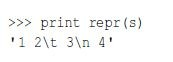 >>> print repr(s)
'1 2\t 3\n 4'